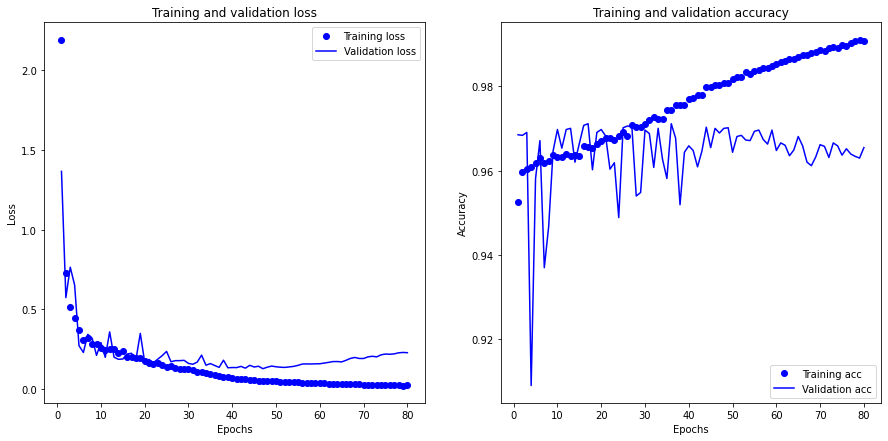 Training and validation loss
Training loss
Validation loss
2.0
1.5
1.0
0.5
0.0
Loss
0 10 20 30 40 50 60 70 80
Epochs
Training and validation accuracy
0.98
0.96
0.94
0.92
Accuracy
Training acc
Validation acc
0 10 20 30 40 50 60 70 80
Epochs